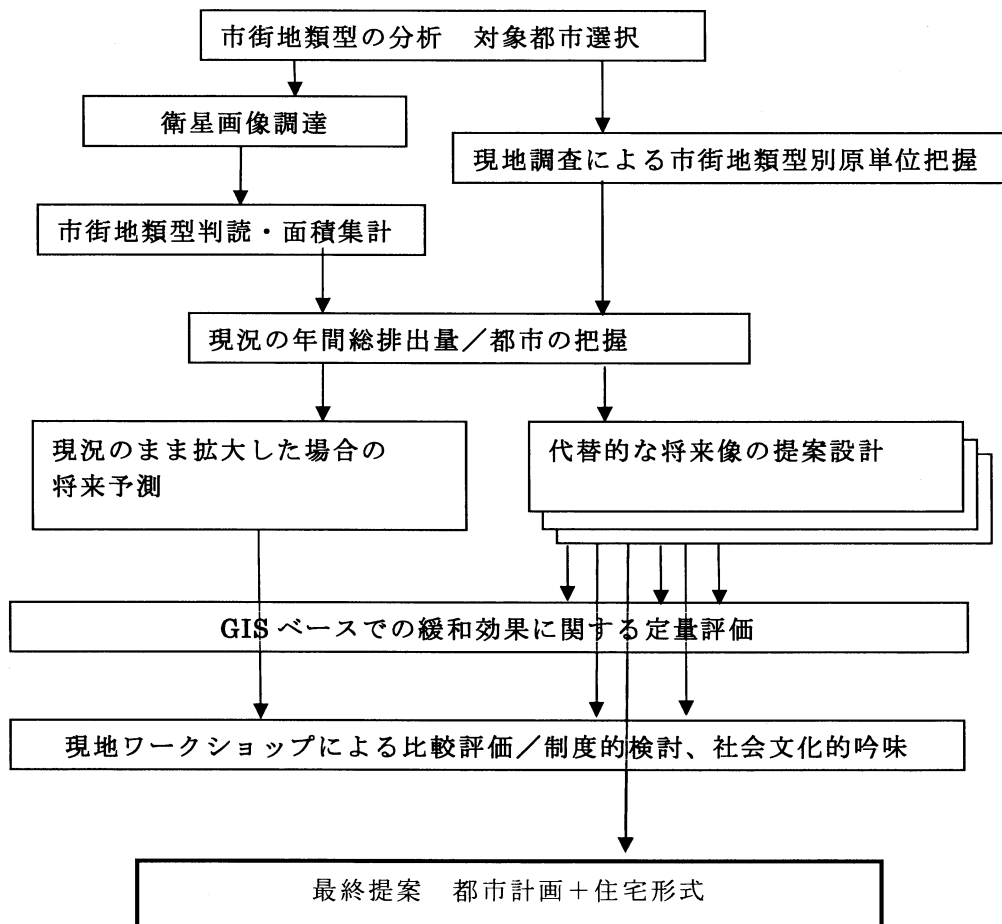 市街地類型の分析　対象都市選択
衛星画像調達
現地調査による市街地類型別原単位把握
市街地類型判読・面積集計
現況の年間総排出量／都市の把握
現況のまま拡大した場合の
将来予測
代替的な将来像の提案設計
GIS ベースでの緩和効果に関する定量評価
現地ワークショップによる比較評価／制度的検討、社会文化的吟味
最終提案　都市計画＋住宅形式